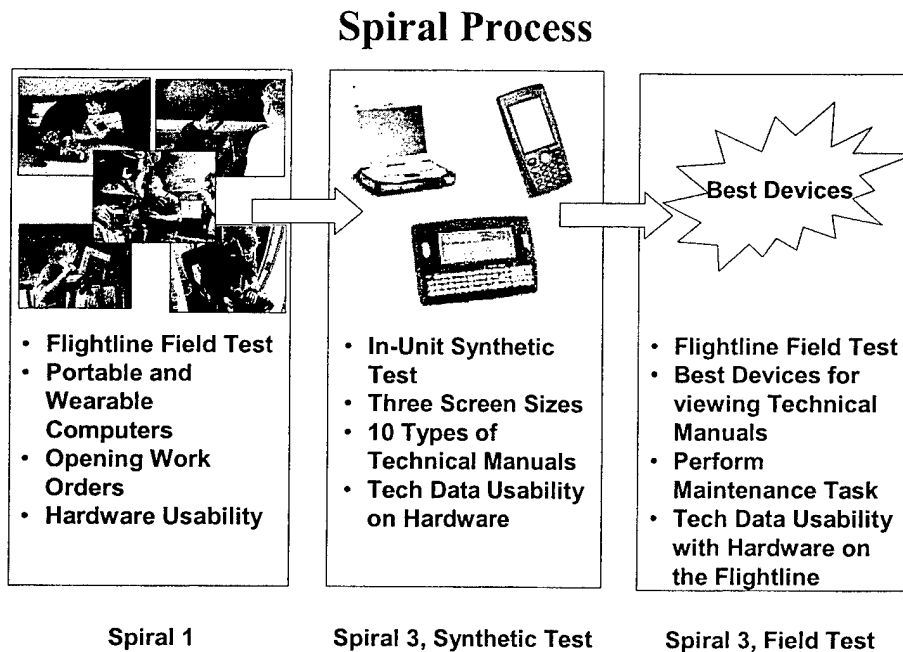 Spiral Process
• Flightline Field Test
• Portable and
Wearable
Computers
• Opening Work
Orders
• Hardware Usability
Spiral 1
• In-Unit Synthetic
Test
• Three Screen Sizes
• 10 Types of
Technical Manuals
• Tech Data Usability
on Hardware
Spiral 3, Synthetic Test
Best Devices
• Flightline Field Test
• Best Devices for
viewing Technical
Manuals
• Perform
Maintenance Task
• Tech Data Usability
with Hardware on
the Flightline
Spiral 3, Field Test